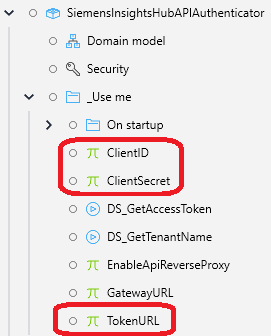 SiemensInsightsHubAPIAuthenticator
Domain model
Security
_Use me
On startup
ClientID
ClientSecret
DS_GetAccessToken
DS_GetTenantName
EnableApiReverseProxy
GatewayURL
TokenURL